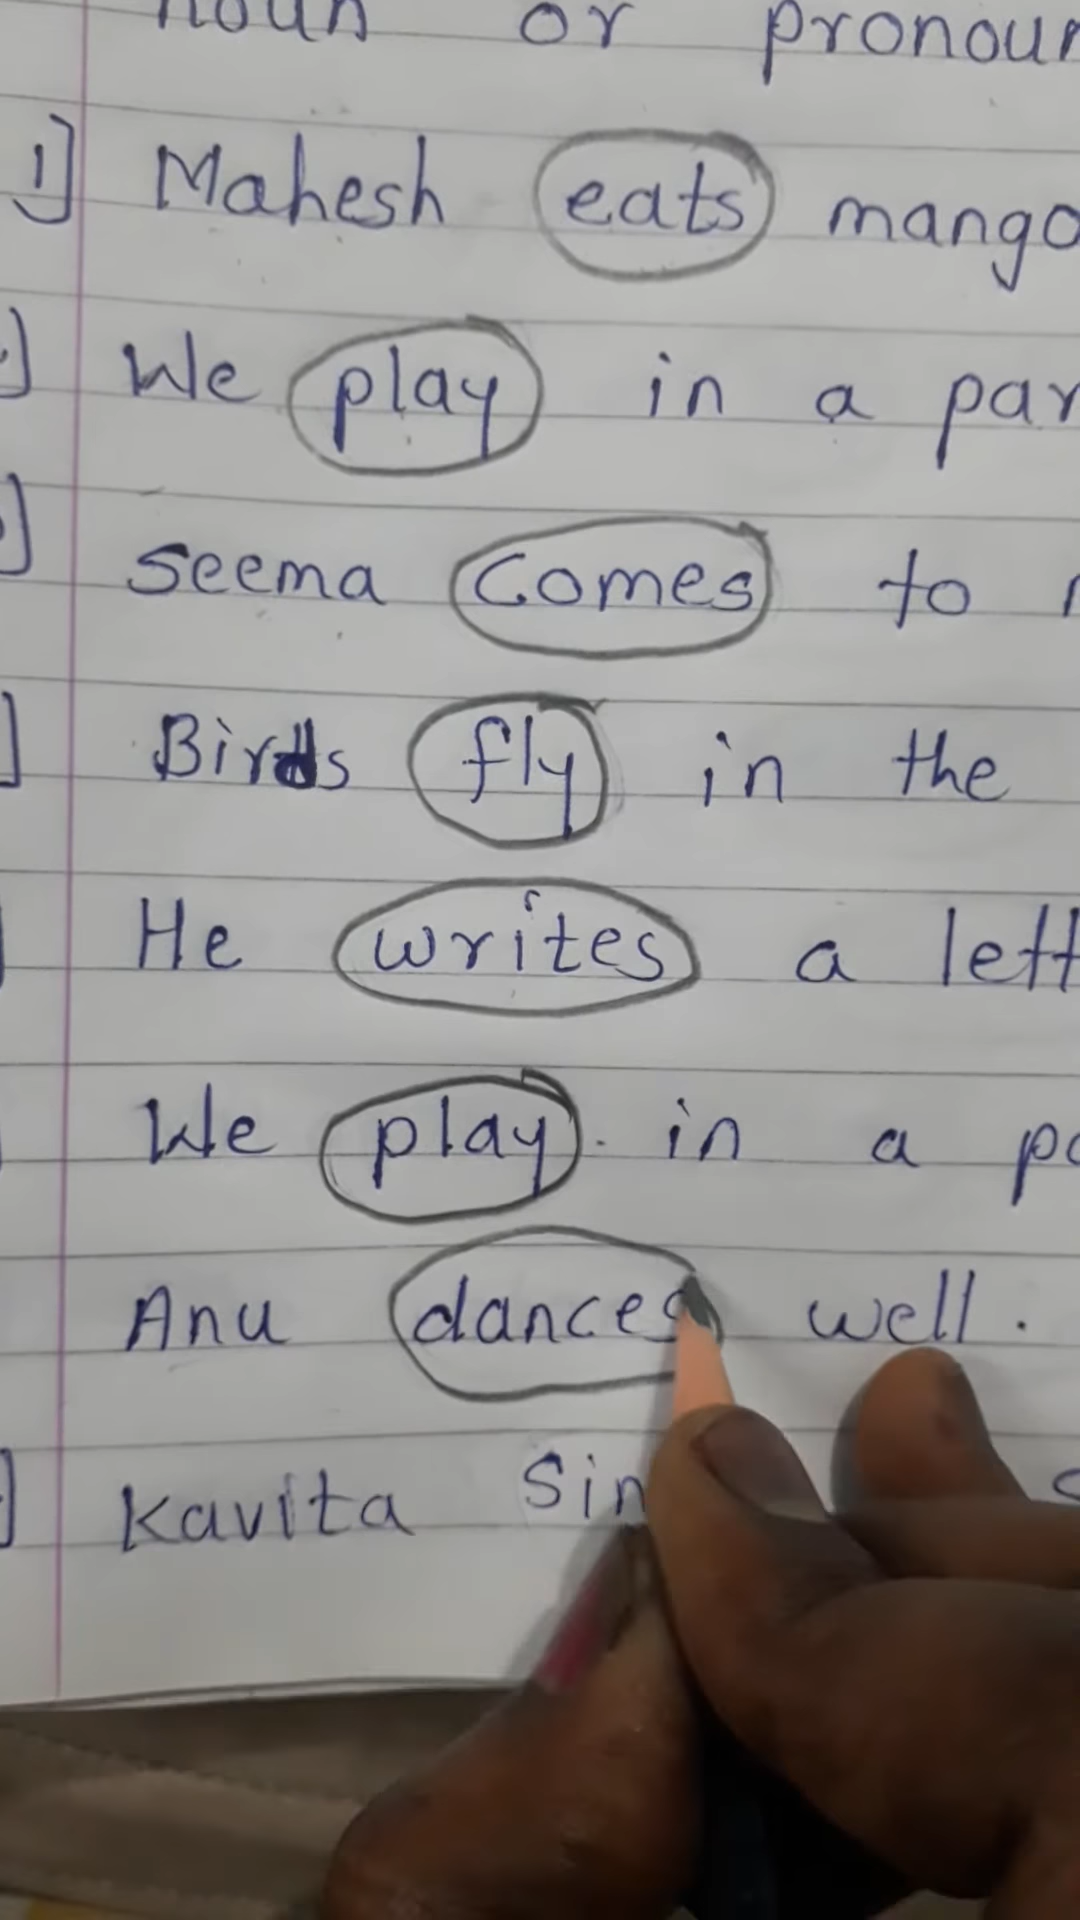 noun or pronoun
1] Mahesh eats mango
] We play in a par
] Seema comes to
] Birds fly in the
He writes a lett
We play. in a pa
Anu dances well.
] Kavita Sin